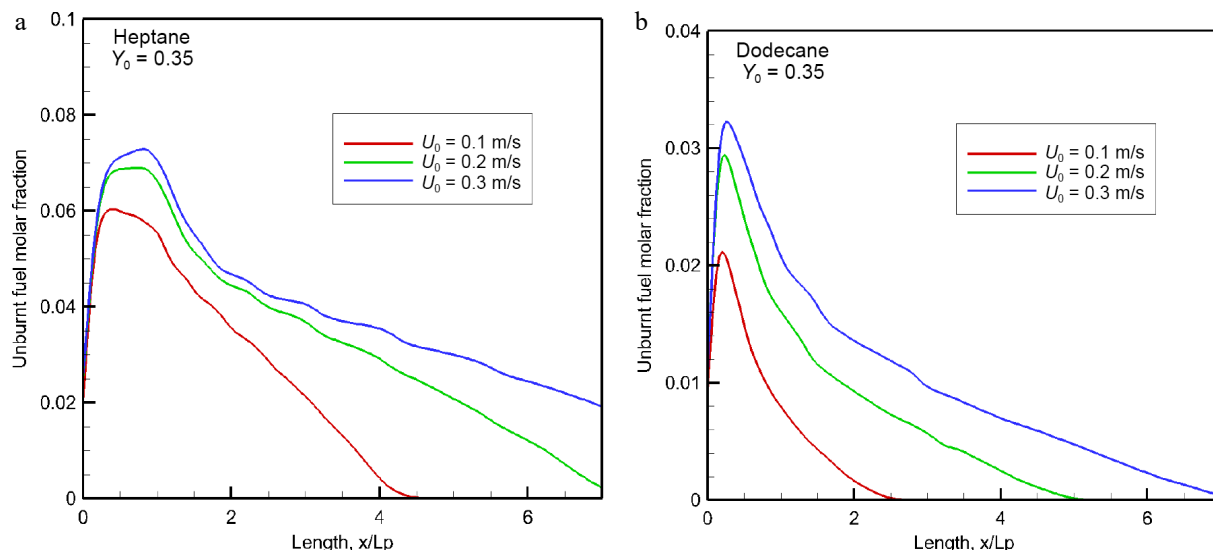 a
Heptane
Y0 = 0.35
U0 = 0.1 m/s
U0 = 0.2 m/s
U0 = 0.3 m/s
Unburnt fuel molar fraction
0.1
0.08
0.06
0.04
0.02
0
0
2
4
6
Length, x/Lp
b
Dodecane
Y0 = 0.35
U0 = 0.1 m/s
U0 = 0.2 m/s
U0 = 0.3 m/s
Unburnt fuel molar fraction
0.04
0.03
0.02
0.01
0
0
2
4
6
Length, x/Lp